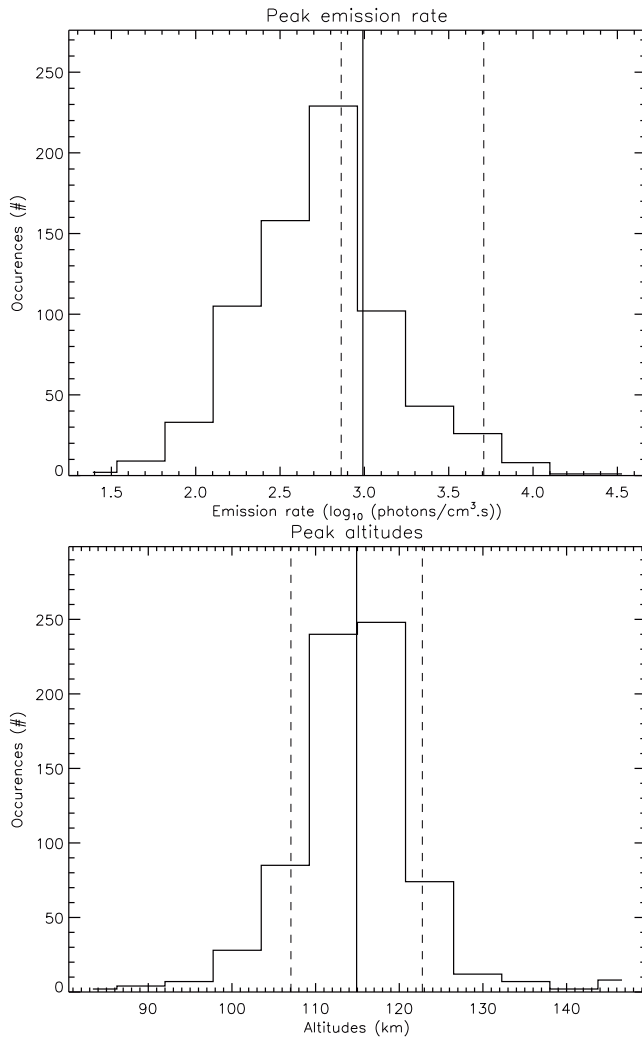 Peak emission rate
250
200
150
100
50
0
Occurences (#)
1.5 2.0 2.5 3.0 3.5 4.0 4.5
Emission rate (log₁₀ (photons/cm³.s))
Peak altitudes
250
200
150
100
50
0
Occurences (#)
90 100 110 120 130 140
Altitudes (km)